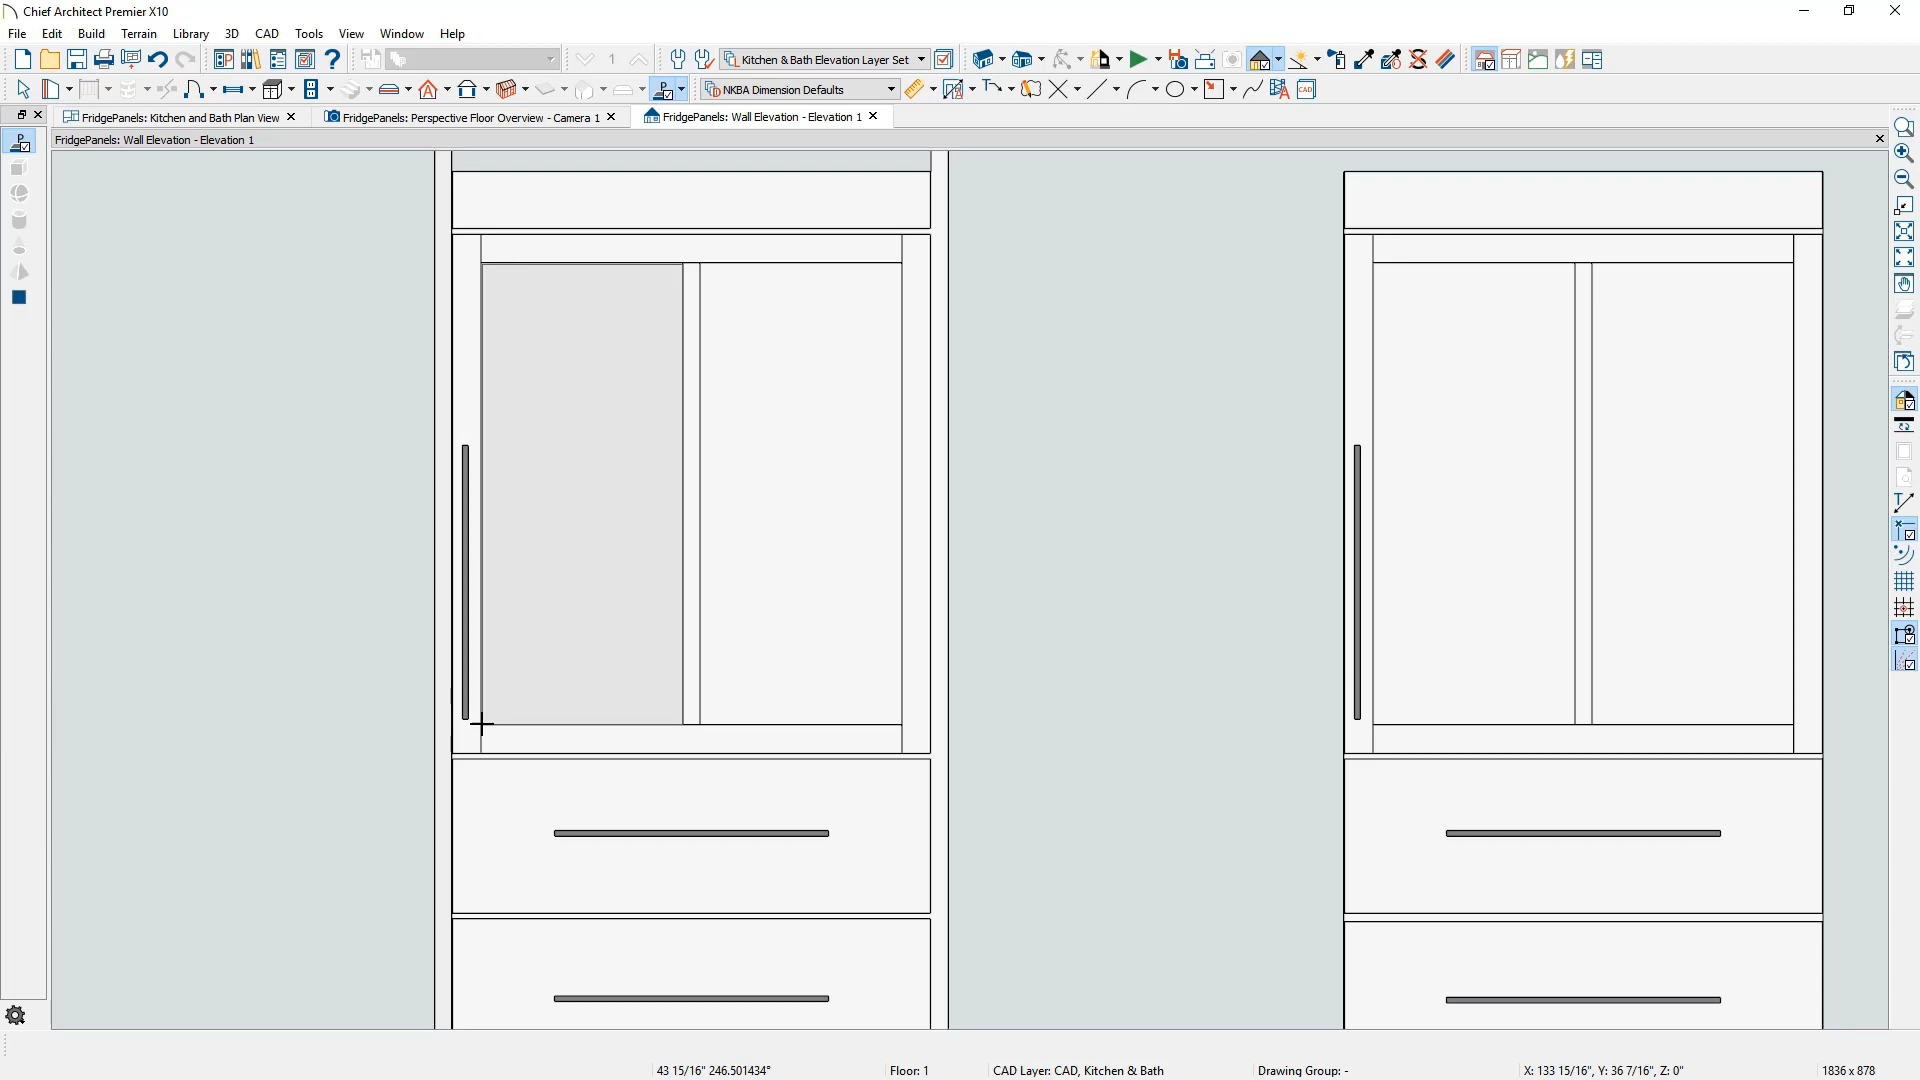 Chief Architect Premier X10
File Edit Build Terrain Library 3D CAD Tools View Window Help
1 Kitchen & Bath Elevation Layer Set
NKBA Dimension Defaults
FridgePanels: Kitchen and Bath Plan View FridgePanels: Perspective Floor Overview - Camera 1 FridgePanels: Wall Elevation - Elevation 1
FridgePanels: Wall Elevation - Elevation 1
43 15/16" 246.501434° Floor: 1 CAD Layer: CAD, Kitchen & Bath Drawing Group: - X: 133 15/16", Y: 36 7/16", Z: 0" 1836 x 878